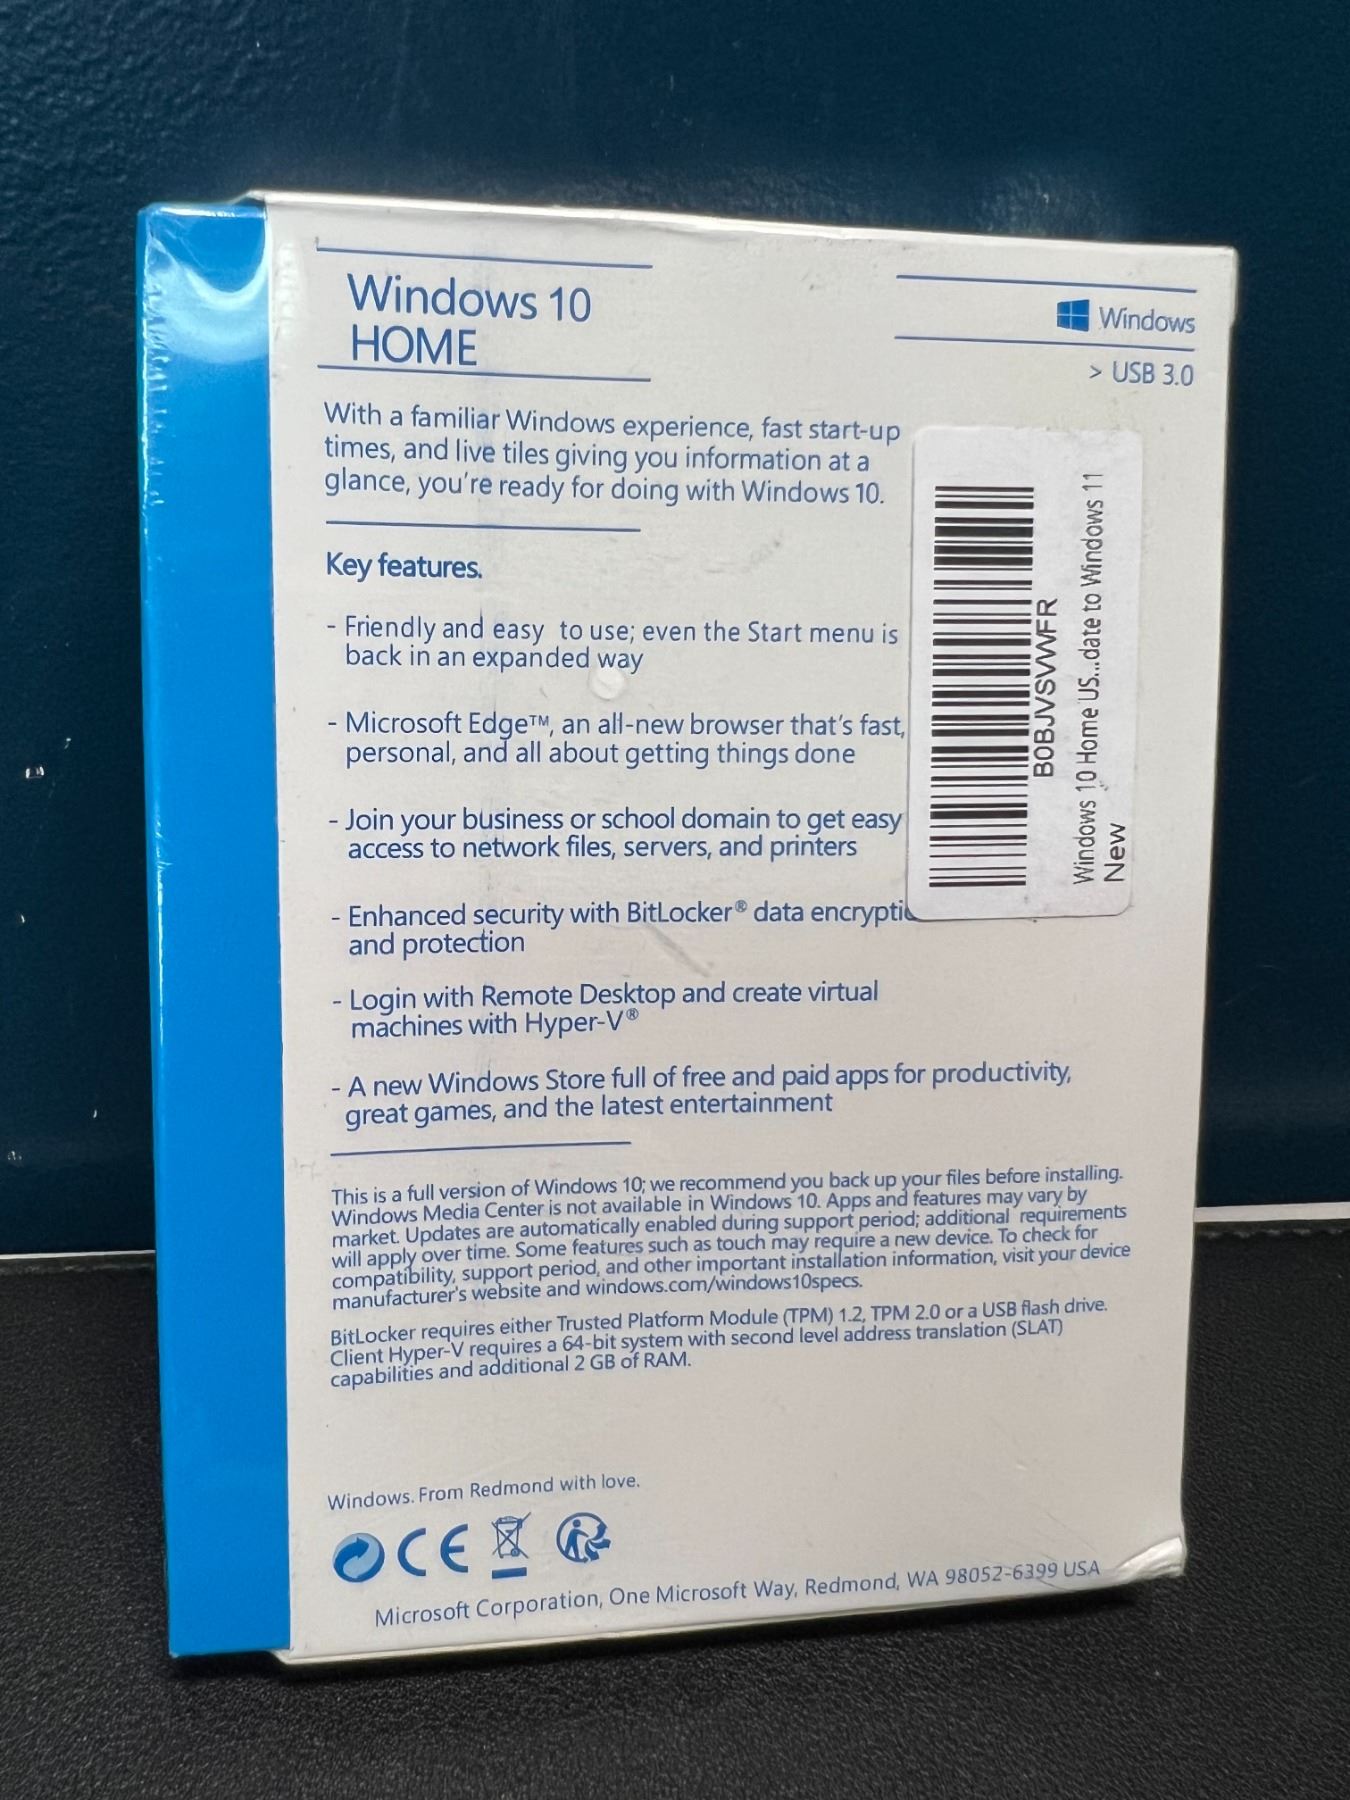 Windows 10
HOME
Windows
> USB 3.0
With a familiar Windows experience, fast start-up
times, and live tiles giving you information at a
glance, you're ready for doing with Windows 10.
Key features.
- Friendly and easy to use; even the Start menu is
back in an expanded way
- Microsoft Edge™, an all-new browser that's fast,
personal, and all about getting things done
- Join your business or school domain to get easy
access to network files, servers, and printers
- Enhanced security with BitLocker® data encryptio
and protection
- Login with Remote Desktop and create virtual
machines with Hyper-V®
- A new Windows Store full of free and paid apps for productivity,
great games, and the latest entertainment
B0BJVSVWFR
Windows 10 Home US...date to Windows 11
New
This is a full version of Windows 10; we recommend you back up your files before installing.
Windows Media Center is not available in Windows 10. Apps and features may vary by
market. Updates are automatically enabled during support period; additional requirements
will apply over time. Some features such as touch may require a new device. To check for
compatibility, support period, and other important installation information, visit your device
manufacturer's website and windows.com/windows10specs.
BitLocker requires either Trusted Platform Module (TPM) 1.2, TPM 2.0 or a USB flash drive.
Client Hyper-V requires a 64-bit system with second level address translation (SLAT)
capabilities and additional 2 GB of RAM.
Windows. From Redmond with love.
CE
Microsoft Corporation, One Microsoft Way, Redmond, WA 98052-6399 USA